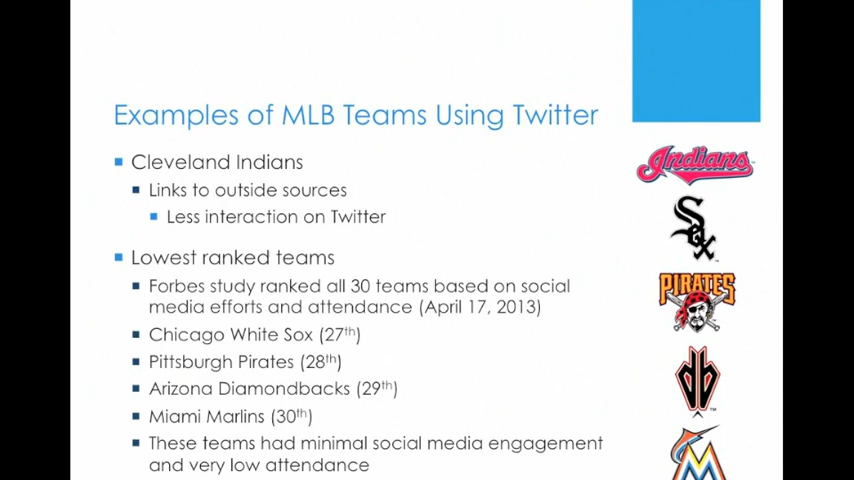 Examples of MLB Teams Using Twitter
Cleveland Indians
Links to outside sources
Less interaction on Twitter
Lowest ranked teams
Forbes study ranked all 30 teams based on social
media efforts and attendance (April 17, 2013)
Chicago White Sox (27th)
Pittsburgh Pirates (28th)
Arizona Diamondbacks (29th)
Miami Marlins (30th)
These teams had minimal social media engagement
and very low attendance
Indians
Sox
PIRATES
db
TM
M